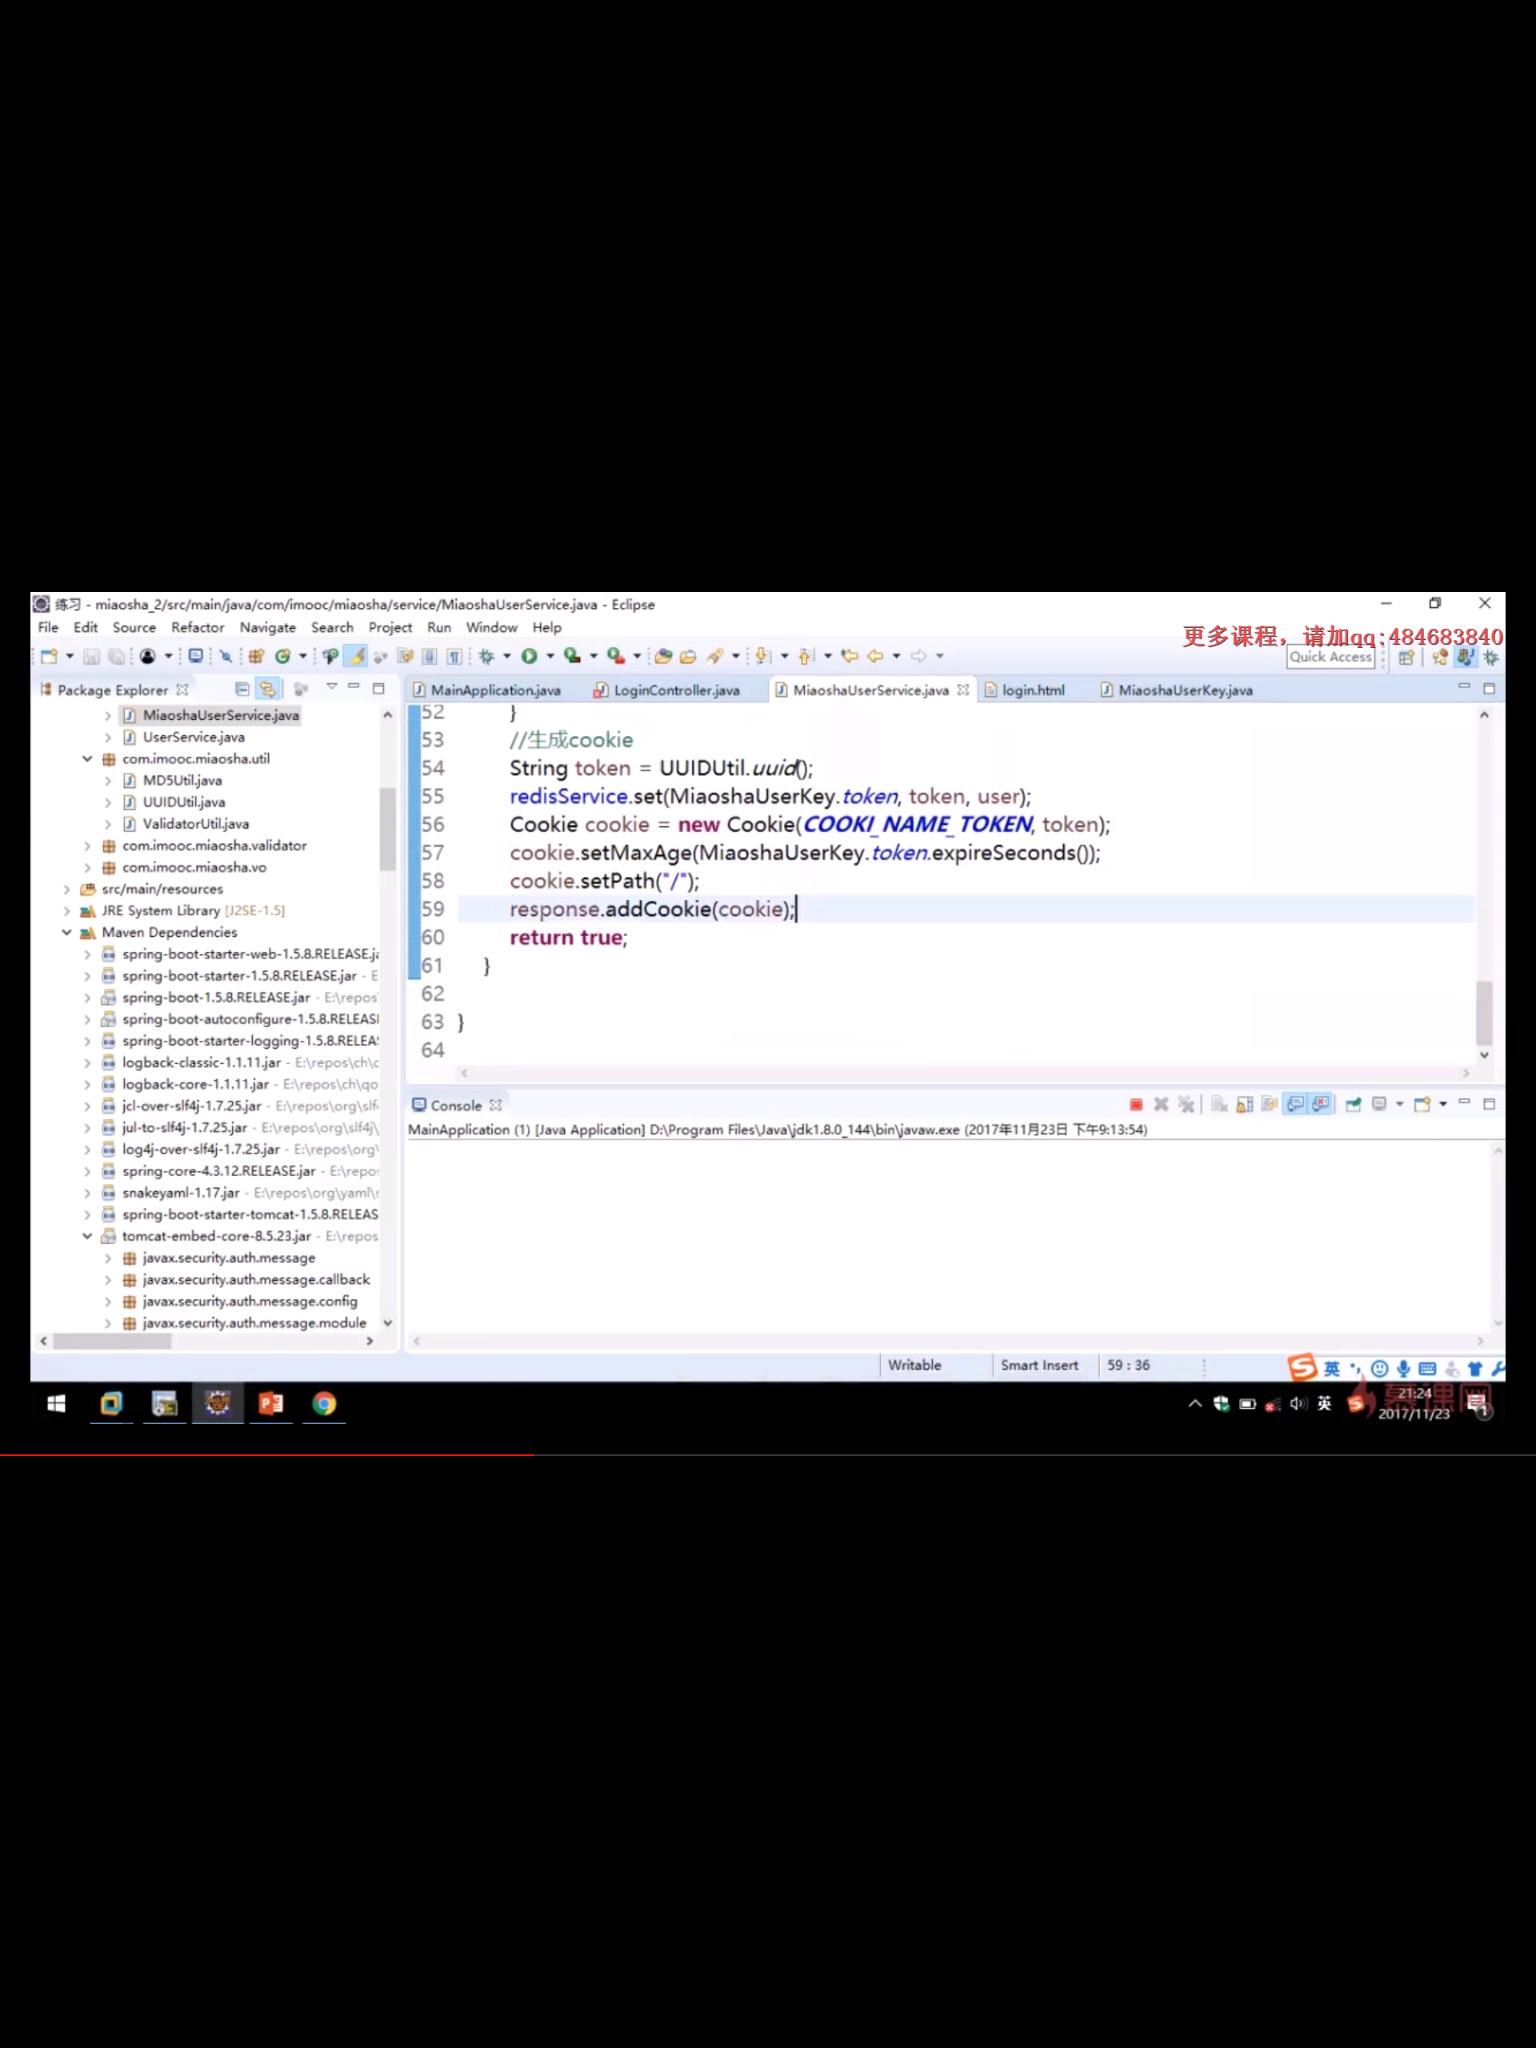 练习 - miaosha_2/src/main/java/com/imooc/miaosha/service/MiaoshaUserService.java - Eclipse
File Edit Source Refactor Navigate Search Project Run Window Help
更多课程，请加qq:484683840
Quick Access
Package Explorer
MiaoshaUserService.java
UserService.java
com.imooc.miaosha.util
MD5Util.java
UUIDUtil.java
ValidatorUtil.java
com.imooc.miaosha.validator
com.imooc.miaosha.vo
src/main/resources
JRE System Library [J2SE-1.5]
Maven Dependencies
spring-boot-starter-web-1.5.8.RELEASE.ja
spring-boot-starter-1.5.8.RELEASE.jar - E
spring-boot-1.5.8.RELEASE.jar - E:\repos\
spring-boot-autoconfigure-1.5.8.RELEASI
spring-boot-starter-logging-1.5.8.RELEA
logback-classic-1.1.11.jar - E:\repos\ch\c
logback-core-1.1.11.jar - E:\repos\ch\qo
jcl-over-slf4j-1.7.25.jar - E:\repos\org\slf
jul-to-slf4j-1.7.25.jar - E:\repos\org\slf4j\
log4j-over-slf4j-1.7.25.jar - E:\repos\org\
spring-core-4.3.12.RELEASE.jar - E:\repo
snakeyaml-1.17.jar - E:\repos\org\yaml\s
spring-boot-starter-tomcat-1.5.8.RELEAS
tomcat-embed-core-8.5.23.jar - E:\repos
javax.security.auth.message
javax.security.auth.message.callback
javax.security.auth.message.config
javax.security.auth.message.module
MainApplication.java LoginController.java MiaoshaUserService.java login.html MiaoshaUserKey.java
52 }
53 //生成cookie
54 String token = UUIDUtil.uuid();
55 redisService.set(MiaoshaUserKey.token, token, user);
56 Cookie cookie = new Cookie(COOKI_NAME_TOKEN, token);
57 cookie.setMaxAge(MiaoshaUserKey.token.expireSeconds());
58 cookie.setPath("/");
59 response.addCookie(cookie);
60 return true;
61 }
62
63 }
64
Console
MainApplication (1) [Java Application] D:\Program Files\Java\jdk1.8.0_144\bin\javaw.exe (2017年11月23日 下午9:13:54)
Writable Smart Insert 59 : 36
英
英
慕课网
21:24
2017/11/23
1